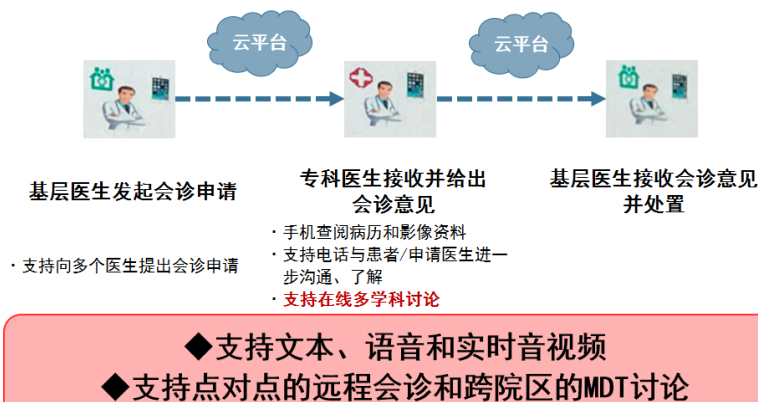 云平台
云平台
基层医生发起会诊申请
专科医生接收并给出
会诊意见
基层医生接收会诊意见
并处置
·支持向多个医生提出会诊申请
·手机查阅病历和影像资料
·支持电话与患者/申请医生进一
步沟通、了解
·支持在线多学科讨论
◆支持文本、语音和实时音视频
◆支持点对点的远程会诊和跨院区的MDT讨论